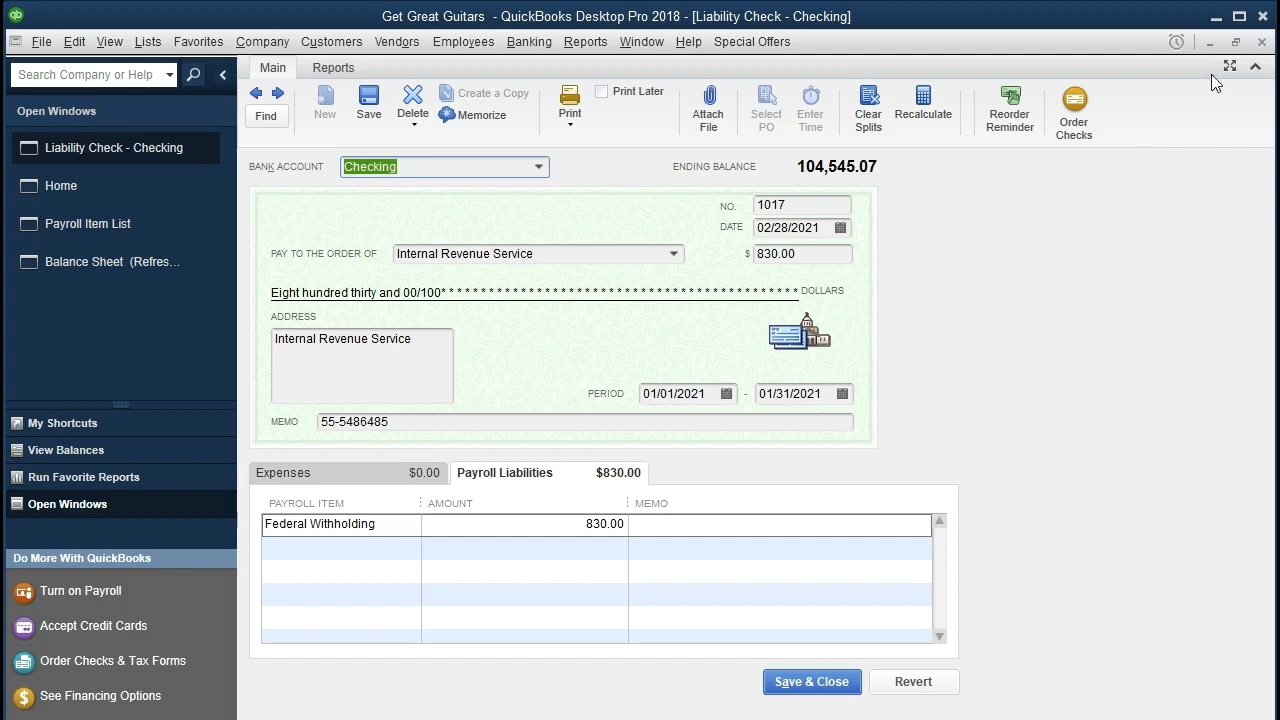 Get Great Guitars - QuickBooks Desktop Pro 2018 - [Liability Check - Checking]
File Edit View Lists Favorites Company Customers Vendors Employees Banking Reports Window Help Special Offers
Search Company or Help
Open Windows
Liability Check - Checking
Home
Payroll Item List
Balance Sheet (Refres...
My Shortcuts
View Balances
Run Favorite Reports
Open Windows
Do More With QuickBooks
Turn on Payroll
Accept Credit Cards
Order Checks & Tax Forms
See Financing Options
Main Reports
Find
New
Save
Delete
Create a Copy
Memorize
Print
Print Later
Attach
File
Select
PO
Enter
Time
Clear
Splits
Recalculate
Reorder
Reminder
Order
Checks
BANK ACCOUNT Checking ENDING BALANCE 104,545.07
NO. 1017
DATE 02/28/2021
PAY TO THE ORDER OF Internal Revenue Service $ 830.00
Eight hundred thirty and 00/100* * * * * * * * * * * * * * * * * * * * * * * * * * * * * * * * * * * * * * * * * * * DOLLARS
ADDRESS
Internal Revenue Service
PERIOD 01/01/2021 - 01/31/2021
MEMO 55-5486485
Expenses $0.00 Payroll Liabilities $830.00
PAYROLL ITEM AMOUNT MEMO
Federal Withholding 830.00
Save & Close Revert